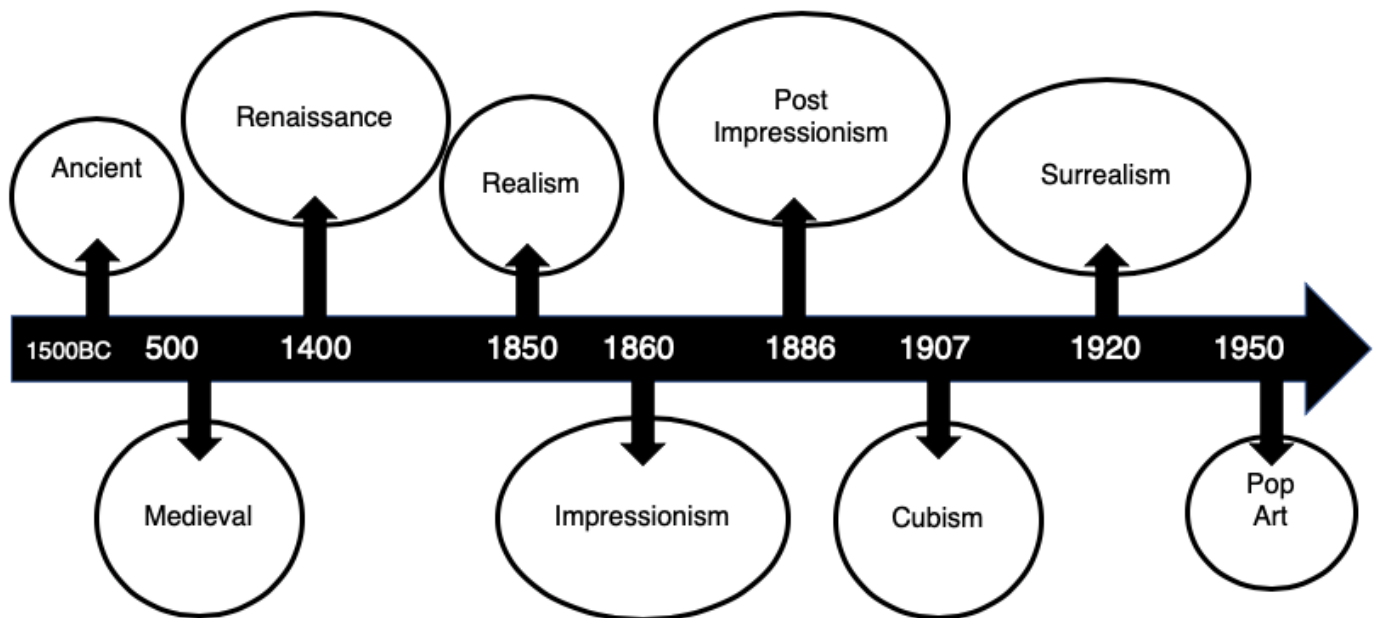 Post
Impressionism
Renaissance
Ancient
Realism
Surrealism
1500BC 500 1400 1850 1860 1886 1907 1920 1950
Medieval
Impressionism
Cubism
Pop
Art